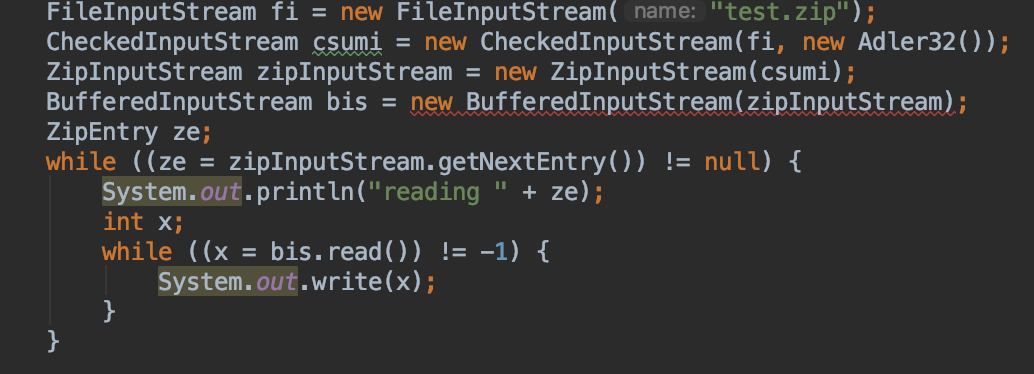 FileInputStream fi = new FileInputStream( name: "test.zip");
CheckedInputStream csumi = new CheckedInputStream(fi, new Adler32());
ZipInputStream zipInputStream = new ZipInputStream(csumi);
BufferedInputStream bis = new BufferedInputStream(zipInputStream);
ZipEntry ze;
while ((ze = zipInputStream.getNextEntry()) != null) {
    System.out.println("reading " + ze);
    int x;
    while ((x = bis.read()) != -1) {
        System.out.write(x);
    }
}